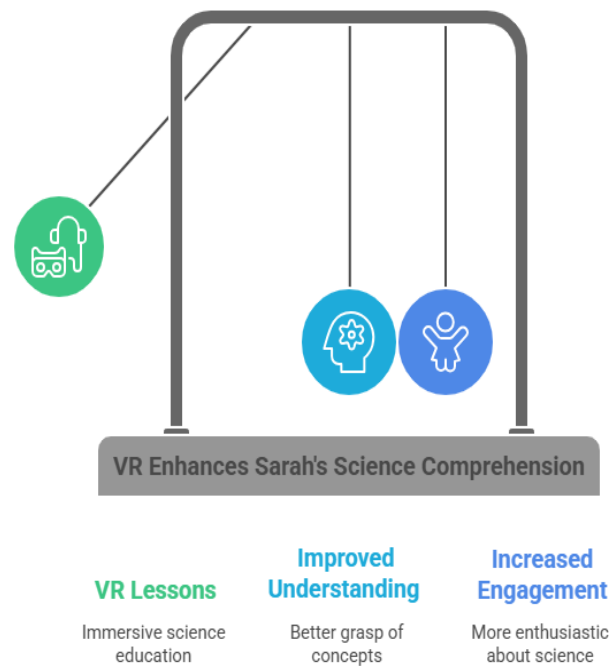 VR Enhances Sarah's Science Comprehension
VR Lessons
Immersive science
education
Improved
Understanding
Better grasp of
concepts
Increased
Engagement
More enthusiastic
about science